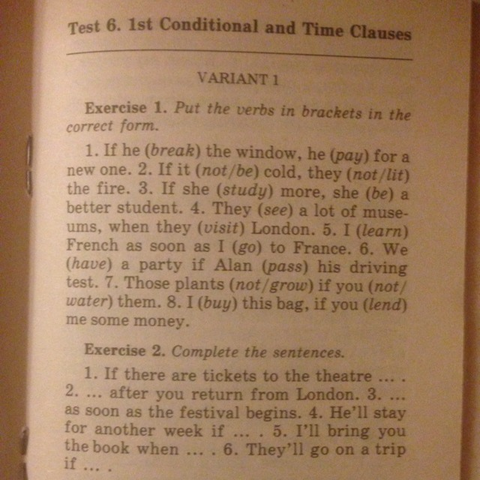 Test 6. 1st Conditional and Time Clauses
VARIANT 1
Exercise 1. Put the verbs in brackets in the
correct form.
1. If he (break) the window, he (pay) for a
new one. 2. If it (not/be) cold, they (not/lit)
the fire. 3. If she (study) more, she (be) a
better student. 4. They (see) a lot of muse-
ums, when they (visit) London. 5. I (learn)
French as soon as I (go) to France. 6. We
(have) a party if Alan (pass) his driving
test. 7. Those plants (not/grow) if you (not/
water) them. 8. I (buy) this bag, if you (lend)
me some money.
Exercise 2. Complete the sentences.
1. If there are tickets to the theatre ... .
2. ... after you return from London. 3. ...
as soon as the festival begins. 4. He'll stay
for another week if ... . 5. I'll bring you
the book when ... . 6. They'll go on a trip
if ... .